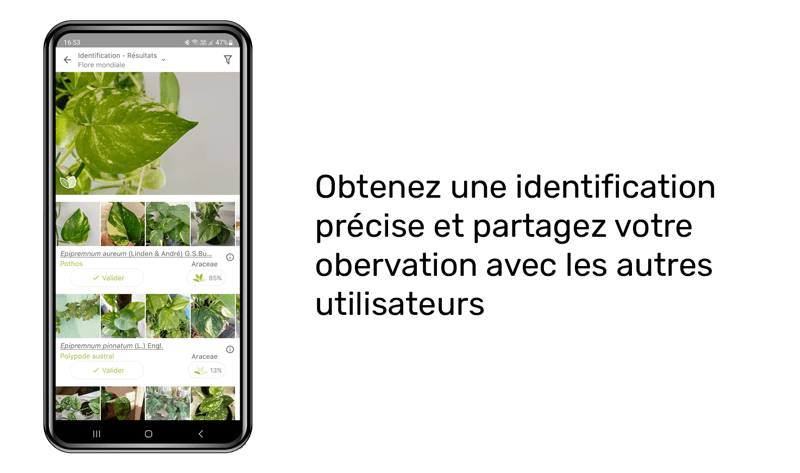 16:53
47%
Identification - Résultats
Flore mondiale
Epipremnum aureum (Linden & André) G.S.Bu...
Pothos
Araceae
Valider
85%
Epipremnum pinnatum (L.) Engl.
Polypode austral
Araceae
Valider
13%
Obtenez une identification
précise et partagez votre
obervation avec les autres
utilisateurs